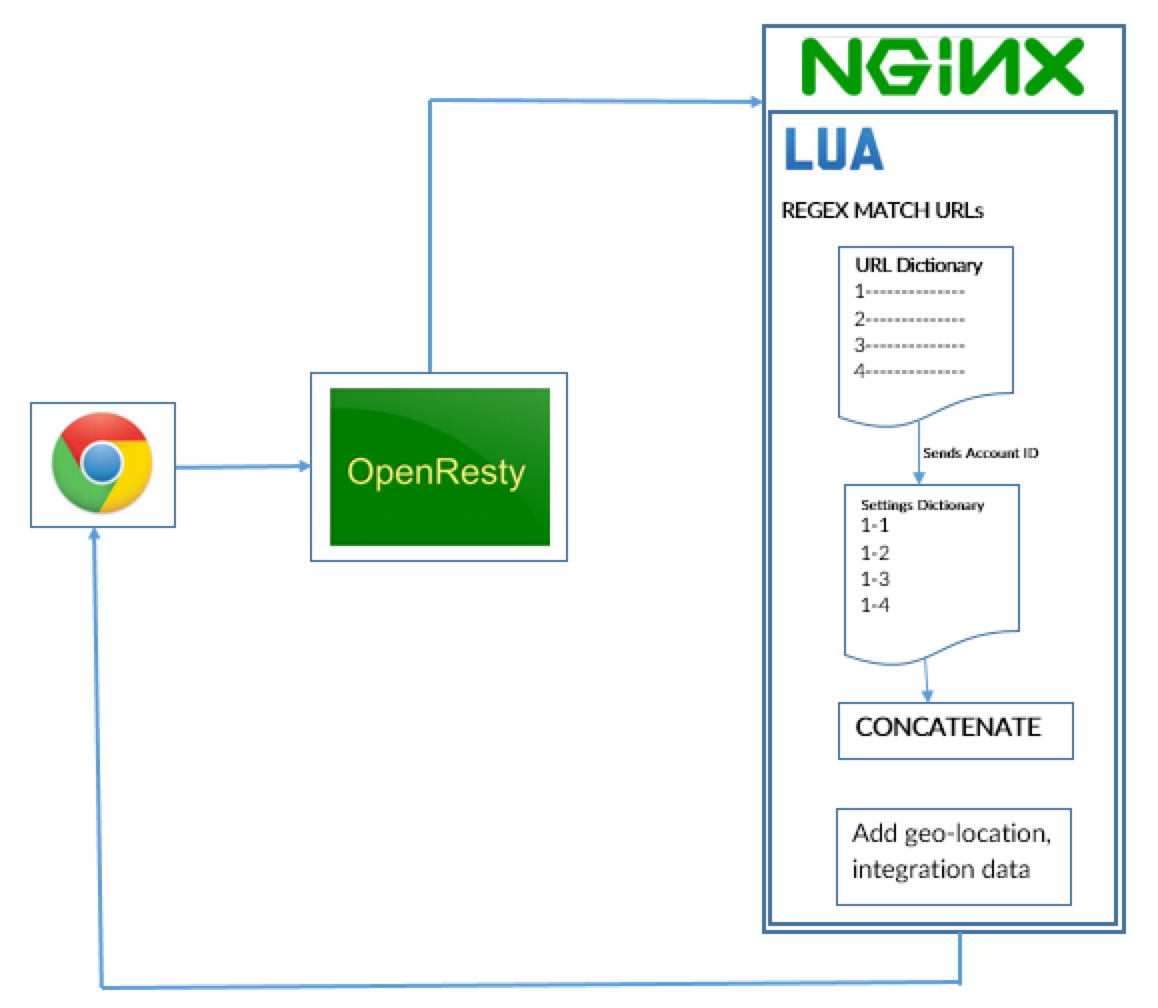 NGiNX
LUA
REGEX MATCH URLs
URL Dictionary
1--------------
2--------------
3--------------
4--------------
Sends Account ID
Settings Dictionary
1-1
1-2
1-3
1-4
OpenResty
CONCATENATE
Add geo-location,
integration data